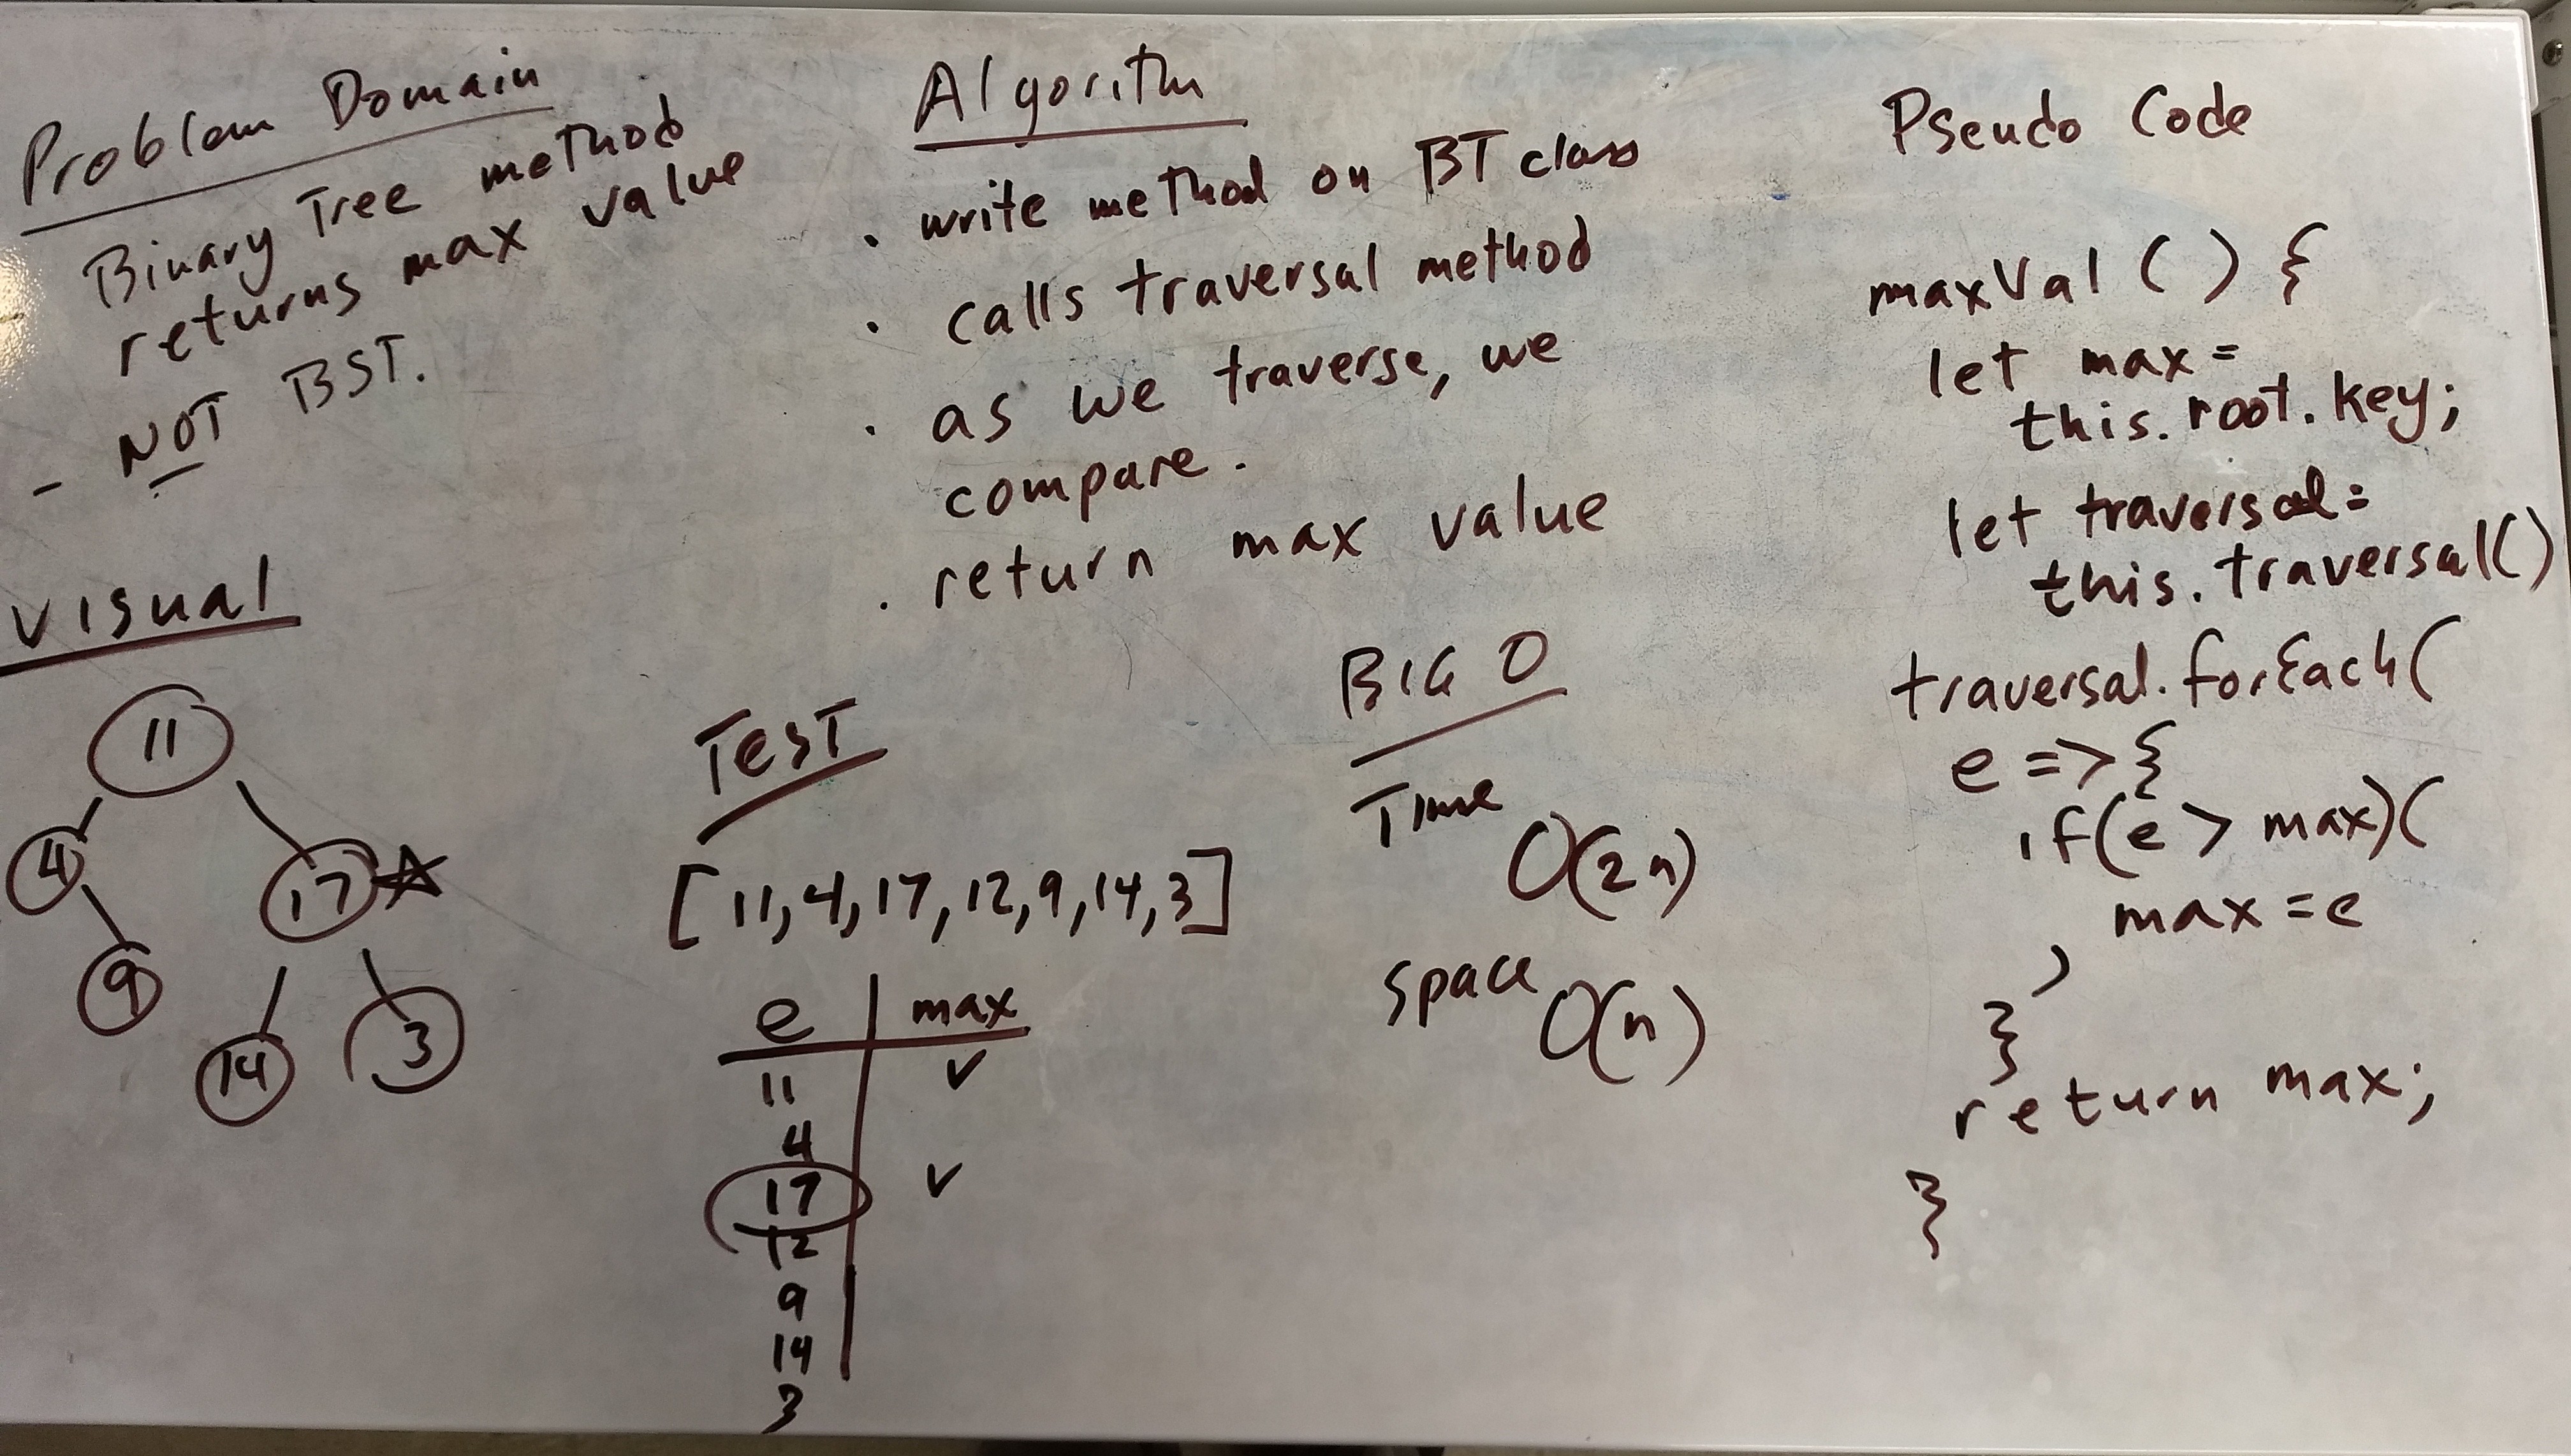 Problem Domain
Binary Tree method
returns max value
- NOT BST.
Visual
11
4
17
9
14
3
Algorithm
. write method on BT class
. calls traversal method
. as we traverse, we
compare.
. return max value
Test
[11,4,17,12,9,14,3]
e max
11 ✓
4
17 ✓
12
9
14
3
BIG O
Time
O(2n)
space
O(n)
Pseudo Code
maxVal () {
let max =
this.root.key;
let traversal=
this.traversal()
traversal.forEach(
e => {
if(e > max)(
max = e
)
}
return max;
}